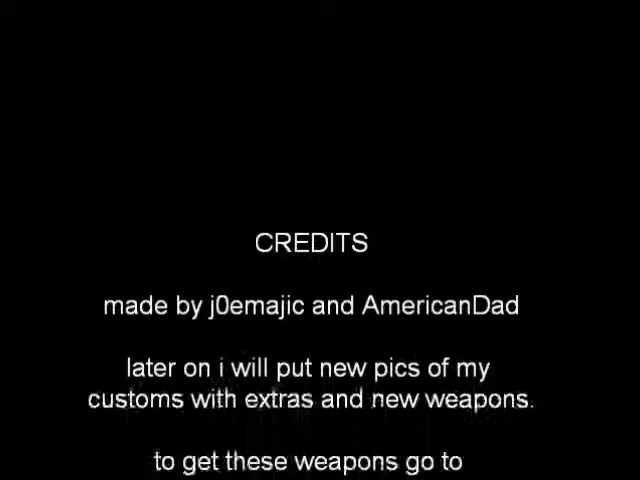 CREDITS
made by j0emajic and AmericanDad
later on i will put new pics of my
customs with extras and new weapons.
to get these weapons go to